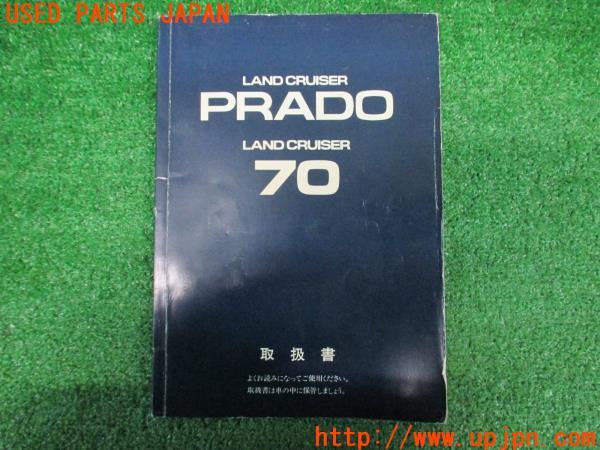 USED PARTS JAPAN
LAND CRUISER
PRADO
LAND CRUISER
70
取扱書
よくお読みになってご使用ください。
取扱書は車の中に保管しましょう。
http://www.upjpn.com